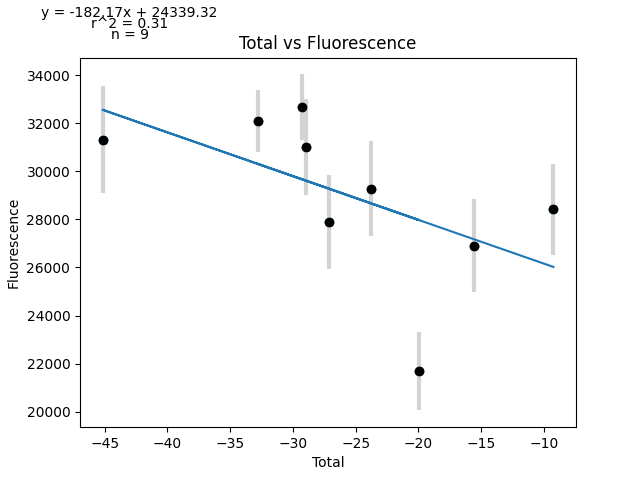 y = -182.17x + 24339.32
r^2 = 0.31
n = 9
Total vs Fluorescence
34000
32000
30000
28000
26000
24000
22000
20000
Fluorescence
−45 −40 −35 −30 −25 −20 −15 −10
Total